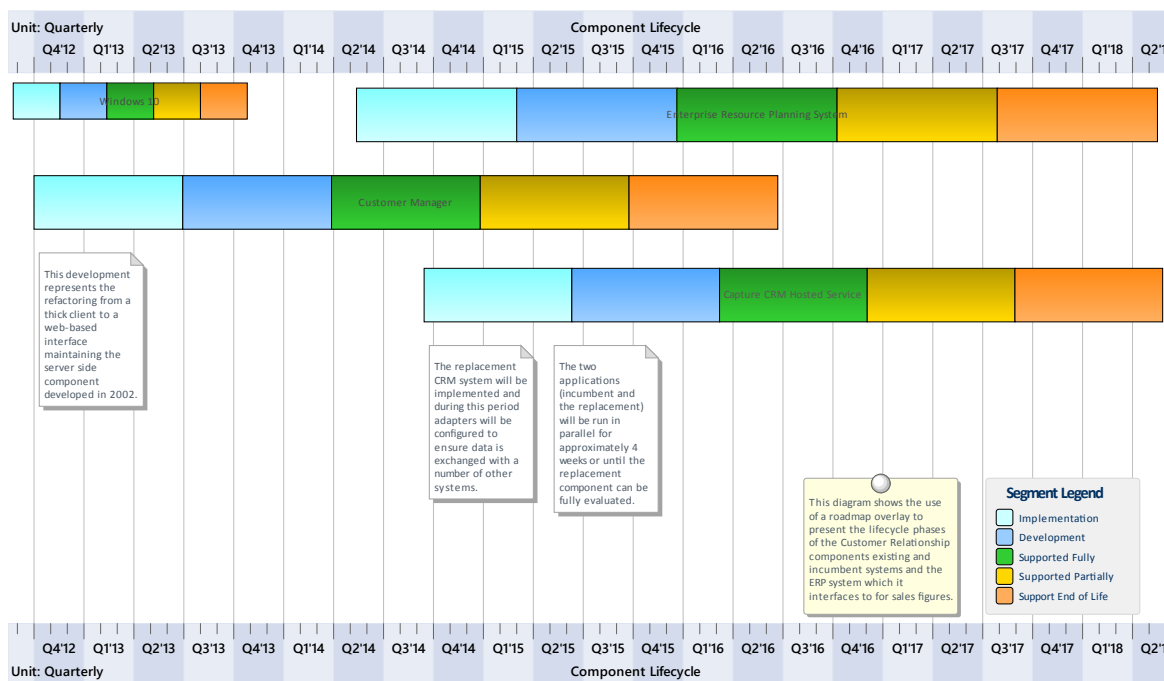 Unit: Quarterly Component Lifecycle
Q4'12 Q1'13 Q2'13 Q3'13 Q4'13 Q1'14 Q2'14 Q3'14 Q4'14 Q1'15 Q2'15 Q3'15 Q4'15 Q1'16 Q2'16 Q3'16 Q4'16 Q1'17 Q2'17 Q3'17 Q4'17 Q1'18 Q2'1
Windows 10
Enterprise Resource Planning System
Customer Manager
Capture CRM Hosted Service
This development
represents the
refactoring from a
thick client to a
web-based
interface
maintaining the
server side
component
developed in 2002.
The replacement
CRM system will be
implemented and
during this period
adapters will be
configured to
ensure data is
exchanged with a
number of other
systems.
The two
applications
(incumbent and
the replacement)
will be run in
parallel for
approximately 4
weeks or until the
replacement
component can be
fully evaluated.
This diagram shows the use
of a roadmap overlay to
present the lifecycle phases
of the Customer Relationship
components existing and
incumbent systems and the
ERP system which it
interfaces to for sales figures.
Segment Legend
Implementation
Development
Supported Fully
Supported Partially
Support End of Life
Q4'12 Q1'13 Q2'13 Q3'13 Q4'13 Q1'14 Q2'14 Q3'14 Q4'14 Q1'15 Q2'15 Q3'15 Q4'15 Q1'16 Q2'16 Q3'16 Q4'16 Q1'17 Q2'17 Q3'17 Q4'17 Q1'18 Q2'1
Unit: Quarterly Component Lifecycle